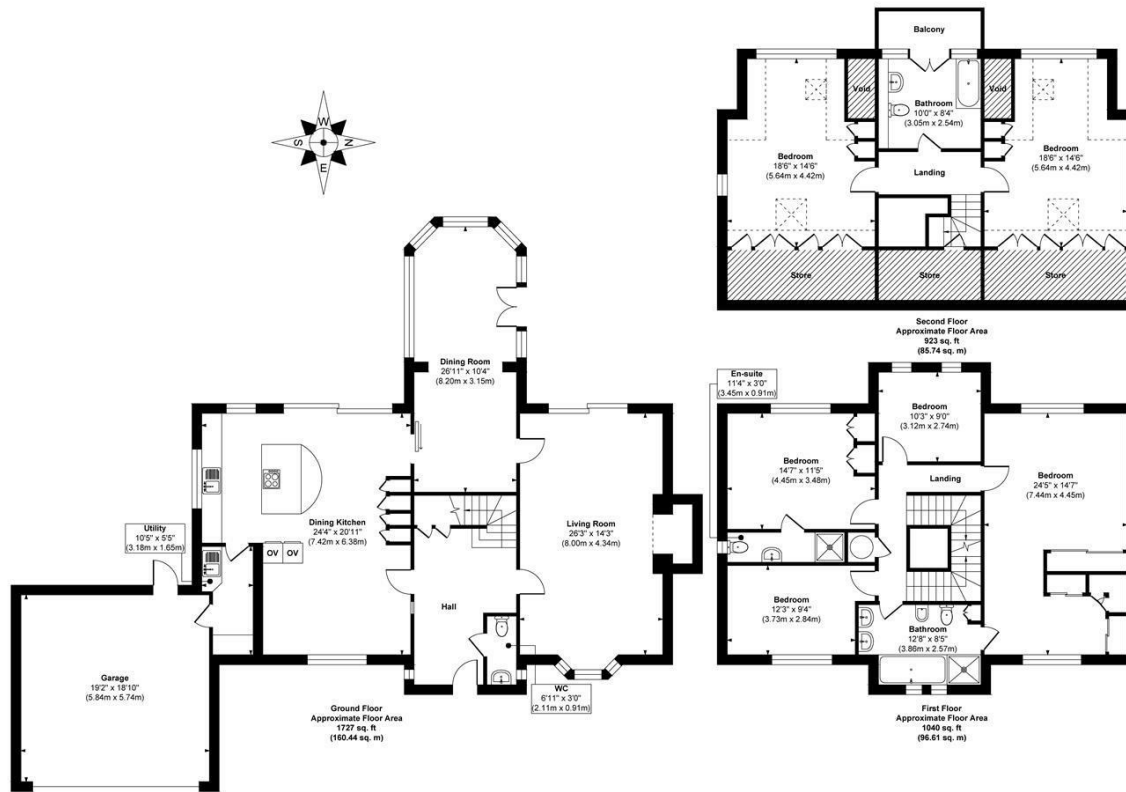 W
S
N
E
Dining Room
26'11" x 10'4"
(8.20m x 3.15m)
Dining Kitchen
24'4" x 20'11"
(7.42m x 6.38m)
OV OV
Utility
10'5" x 5'5"
(3.18m x 1.65m)
Living Room
26'3" x 14'3"
(8.00m x 4.34m)
Hall
WC
6'11" x 3'0"
(2.11m x 0.91m)
Garage
19'2" x 18'10"
(5.84m x 5.74m)
Ground Floor
Approximate Floor Area
1727 sq. ft
(160.44 sq. m)
Balcony
Void
Bathroom
10'0" x 8'4"
(3.05m x 2.54m)
Void
Bedroom
18'6" x 14'6"
(5.64m x 4.42m)
Landing
Bedroom
18'6" x 14'6"
(5.64m x 4.42m)
Store
Store
Store
Second Floor
Approximate Floor Area
923 sq. ft
(85.74 sq. m)
En-suite
11'4" x 3'0"
(3.45m x 0.91m)
Bedroom
10'3" x 9'0"
(3.12m x 2.74m)
Bedroom
14'7" x 11'5"
(4.45m x 3.48m)
Landing
Bedroom
24'5" x 14'7"
(7.44m x 4.45m)
Bedroom
12'3" x 9'4"
(3.73m x 2.84m)
Bathroom
12'8" x 8'5"
(3.86m x 2.57m)
First Floor
Approximate Floor Area
1040 sq. ft
(96.61 sq. m)